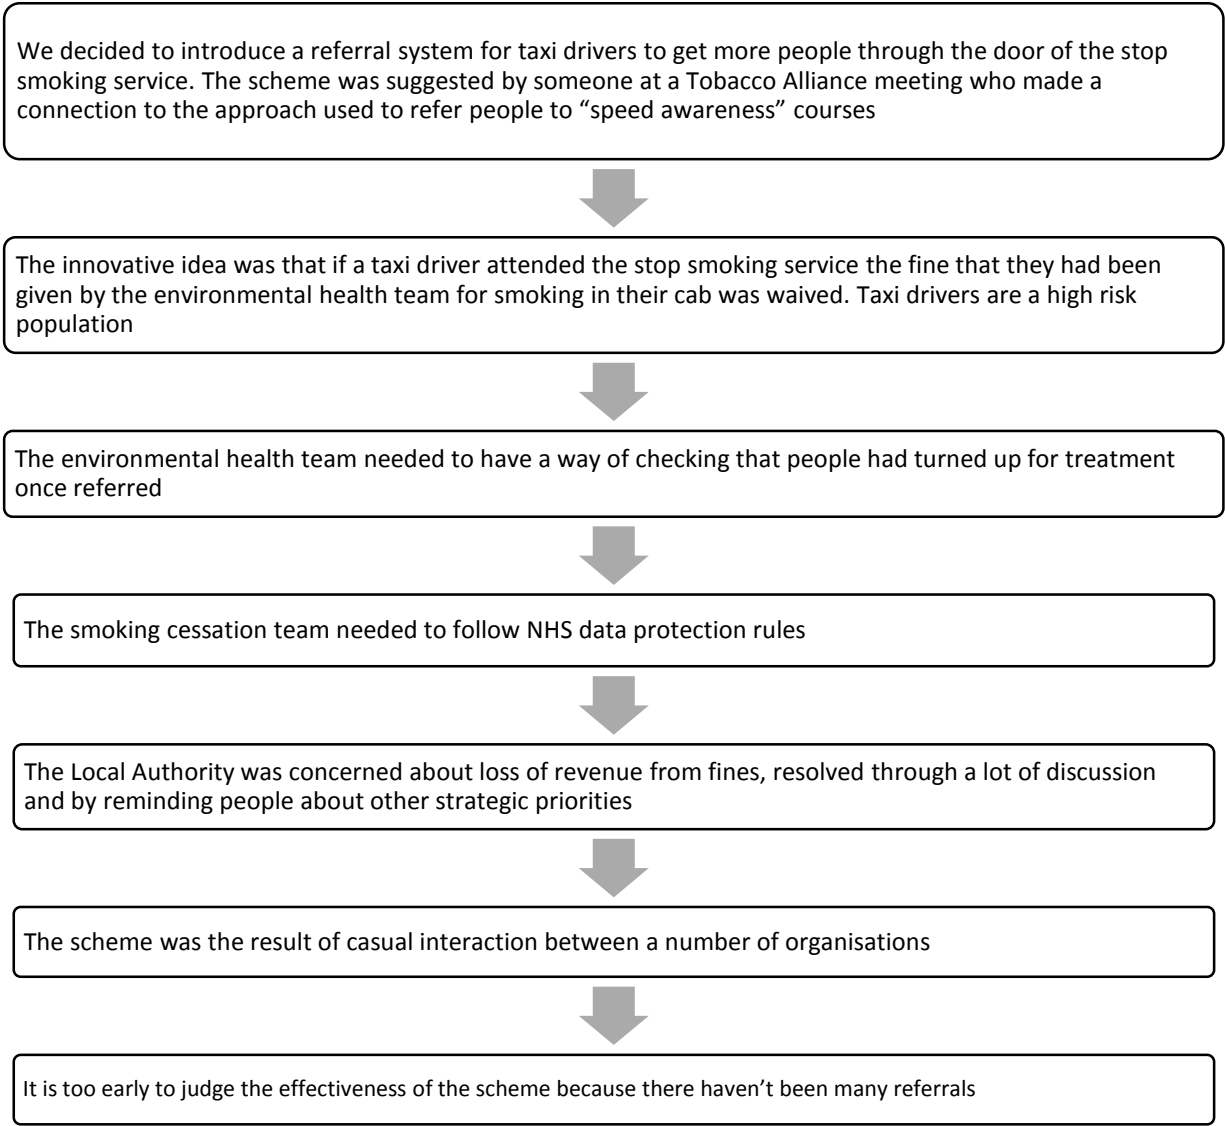 We decided to introduce a referral system for taxi drivers to get more people through the door of the stop
smoking service. The scheme was suggested by someone at a Tobacco Alliance meeting who made a
connection to the approach used to refer people to “speed awareness” courses
The innovative idea was that if a taxi driver attended the stop smoking service the fine that they had been
given by the environmental health team for smoking in their cab was waived. Taxi drivers are a high risk
population
The environmental health team needed to have a way of checking that people had turned up for treatment
once referred
The smoking cessation team needed to follow NHS data protection rules
The Local Authority was concerned about loss of revenue from fines, resolved through a lot of discussion
and by reminding people about other strategic priorities
The scheme was the result of casual interaction between a number of organisations
It is too early to judge the effectiveness of the scheme because there haven’t been many referrals